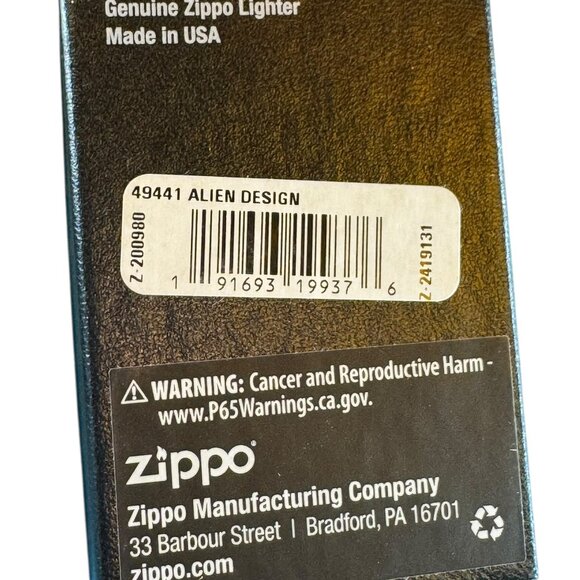 Genuine Zippo Lighter
Made in USA
49441 ALIEN DESIGN
Z-200980
1 91693 19937 6
Z-2419131
⚠ WARNING: Cancer and Reproductive Harm -
www.P65Warnings.ca.gov.
zippo®
Zippo Manufacturing Company
33 Barbour Street | Bradford, PA 16701
zippo.com